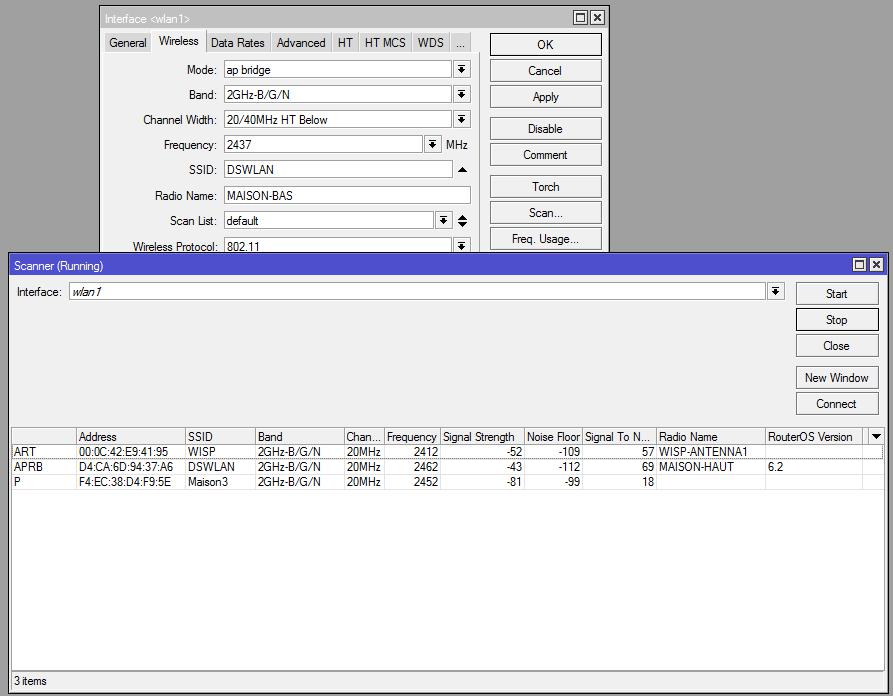 Interface <wlan1>
General Wireless Data Rates Advanced HT HT MCS WDS ...
OK
Mode: ap bridge
Cancel
Band: 2GHz-B/G/N
Apply
Channel Width: 20/40MHz HT Below
Disable
Frequency: 2437 MHz
Comment
SSID: DSWLAN
Torch
Radio Name: MAISON-BAS
Scan...
Scan List: default
Freq. Usage...
Wireless Protocol: 802.11
Scanner (Running)
Interface: wlan1
Start
Stop
Close
New Window
Connect
Address SSID Band Chan... Frequency Signal Strength Noise Floor Signal To N... Radio Name RouterOS Version
ART 00:0C:42:E9:41:95 WISP 2GHz-B/G/N 20MHz 2412 -52 -109 57 WISP-ANTENNA1
APRB D4:CA:6D:94:37:A6 DSWLAN 2GHz-B/G/N 20MHz 2462 -43 -112 69 MAISON-HAUT 6.2
P F4:EC:38:D4:F9:5E Maison3 2GHz-B/G/N 20MHz 2452 -81 -99 18
3 items